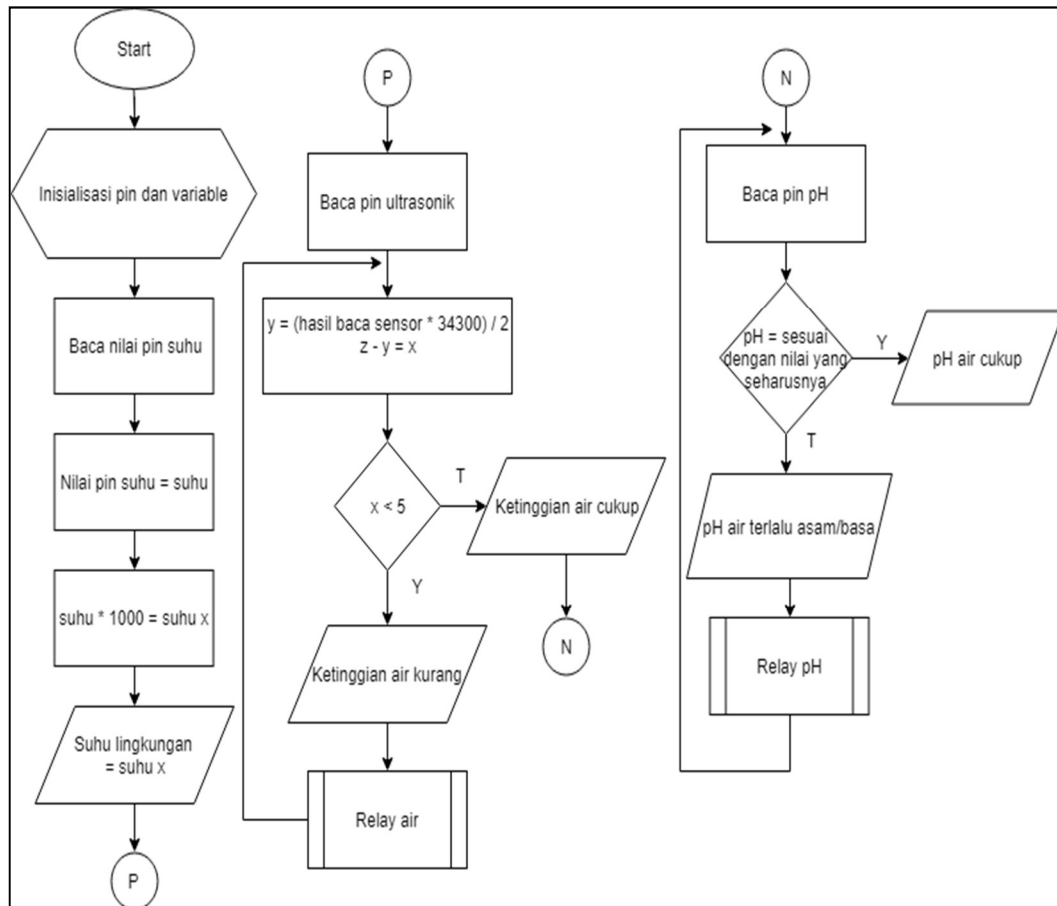 Start
Inisialisasi pin dan variable
Baca nilai pin suhu
Nilai pin suhu = suhu
suhu * 1000 = suhu x
Suhu lingkungan
= suhu x
P
P
Baca pin ultrasonik
y = (hasil baca sensor * 34300) / 2
z - y = x
x < 5
T
Ketinggian air cukup
N
Y
Ketinggian air kurang
Relay air
N
Baca pin pH
pH = sesuai
dengan nilai yang
seharusnya
Y
pH air cukup
T
pH air terlalu asam/basa
Relay pH